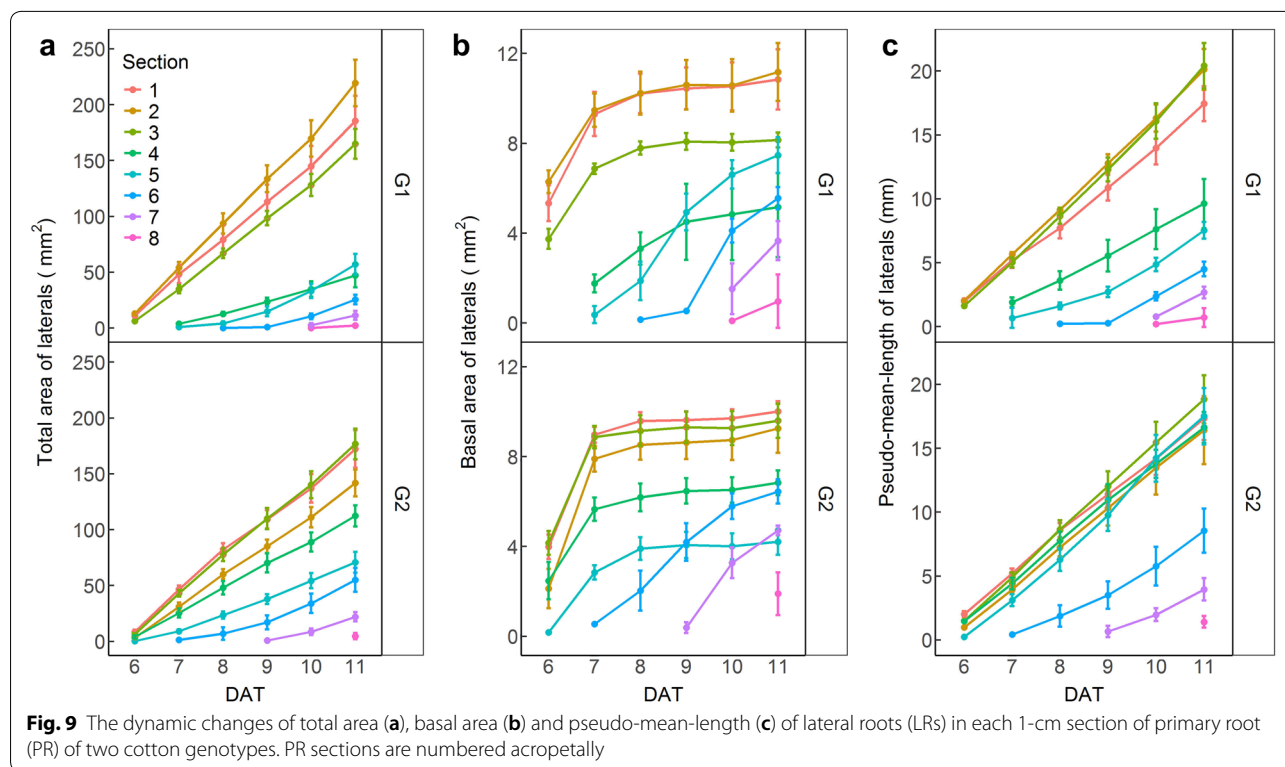 a
b
c
Total area of laterals ( mm²)
250
200
150
100
50
0
Section
1
2
3
4
5
6
7
8
G1
250
200
150
100
50
0
G2
6 7 8 9 10 11
DAT
Basal area of laterals ( mm²)
12
8
4
0
G1
12
8
4
0
G2
6 7 8 9 10 11
DAT
Pseudo-mean-length of laterals (mm)
20
15
10
5
0
G1
20
15
10
5
0
G2
6 7 8 9 10 11
DAT
Fig. 9 The dynamic changes of total area (a), basal area (b) and pseudo-mean-length (c) of lateral roots (LRs) in each 1-cm section of primary root
(PR) of two cotton genotypes. PR sections are numbered acropetally